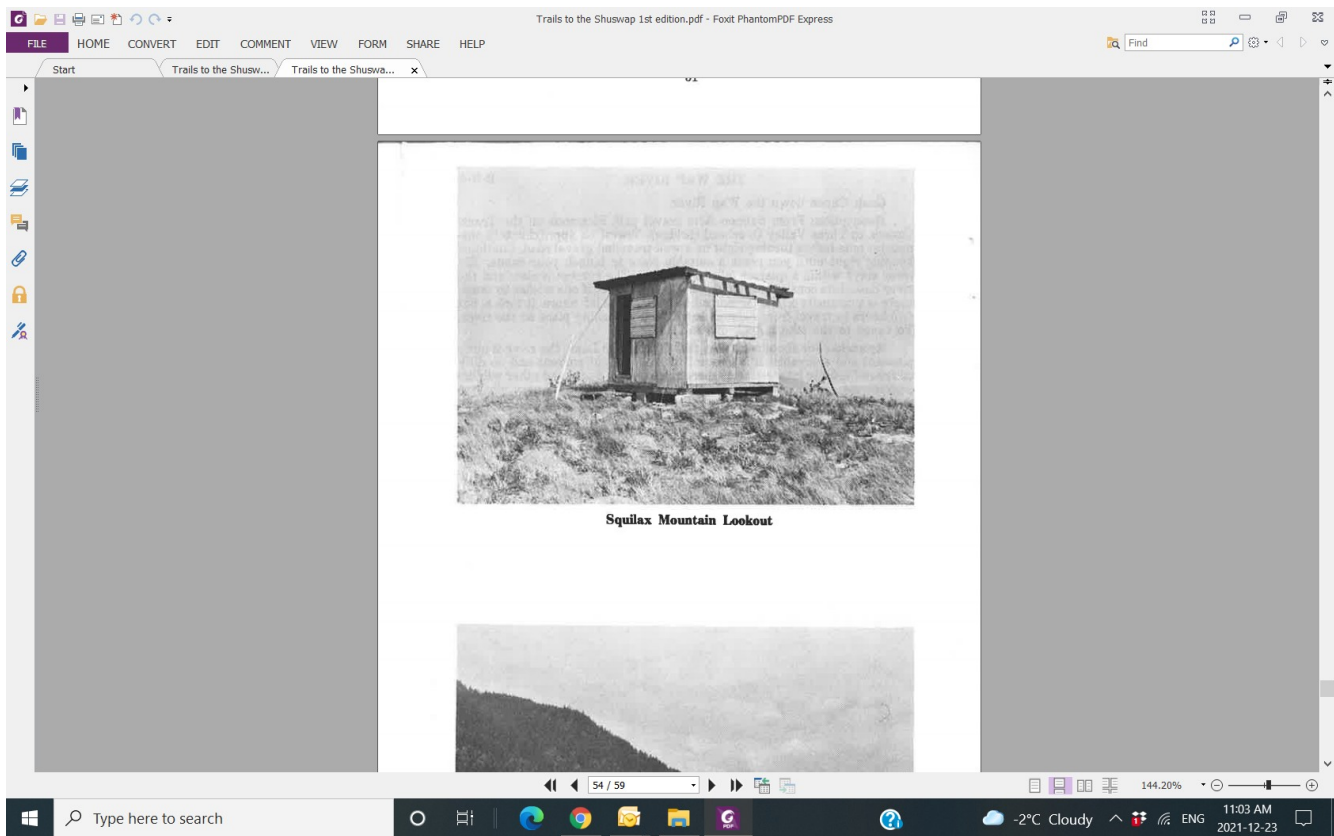 Trails to the Shuswap 1st edition.pdf - Foxit PhantomPDF Express
FILE HOME CONVERT EDIT COMMENT VIEW FORM SHARE HELP
Find
Start Trails to the Shusw... Trails to the Shuswa...
Squilax Mountain Lookout
54 / 59
144.20%
Type here to search
-2°C Cloudy
ENG
11:03 AM
2021-12-23